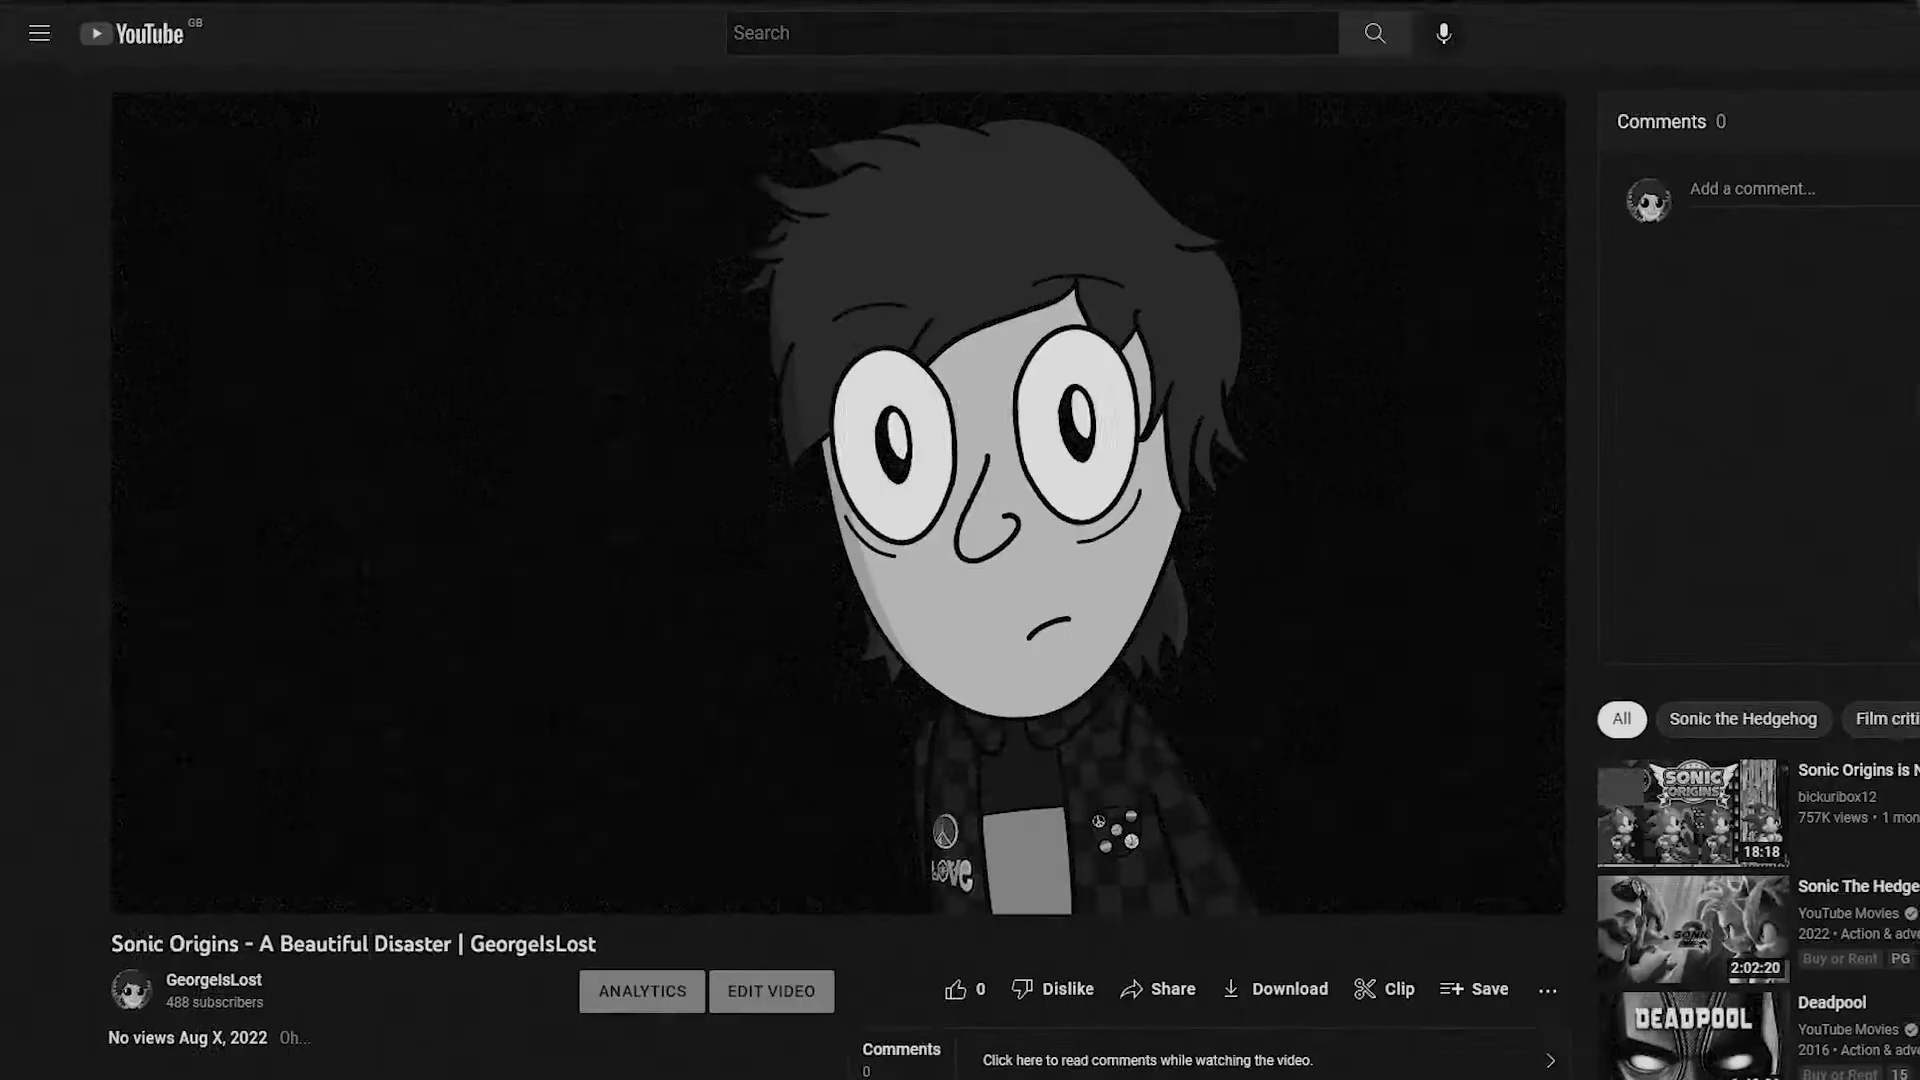 YouTube GB
Search
Comments 0
Add a comment...
All
Sonic the Hedgehog
Film criti
SONIC
ORIGINS
18:18
Sonic Origins is N
bickuribox12
757K views • 1 mon
LOVE
2:02:20
Sonic The Hedge
YouTube Movies
2022 • Action & adve
Buy or Rent PG
Sonic Origins - A Beautiful Disaster | GeorgeIsLost
GeorgeIsLost
488 subscribers
ANALYTICS
EDIT VIDEO
0
Dislike
Share
Download
Clip
Save
DEADPOOL
Deadpool
YouTube Movies
2016 • Action & adve
Buy or Rent 15
No views Aug X, 2022 Oh...
Comments
0
Click here to read comments while watching the video.